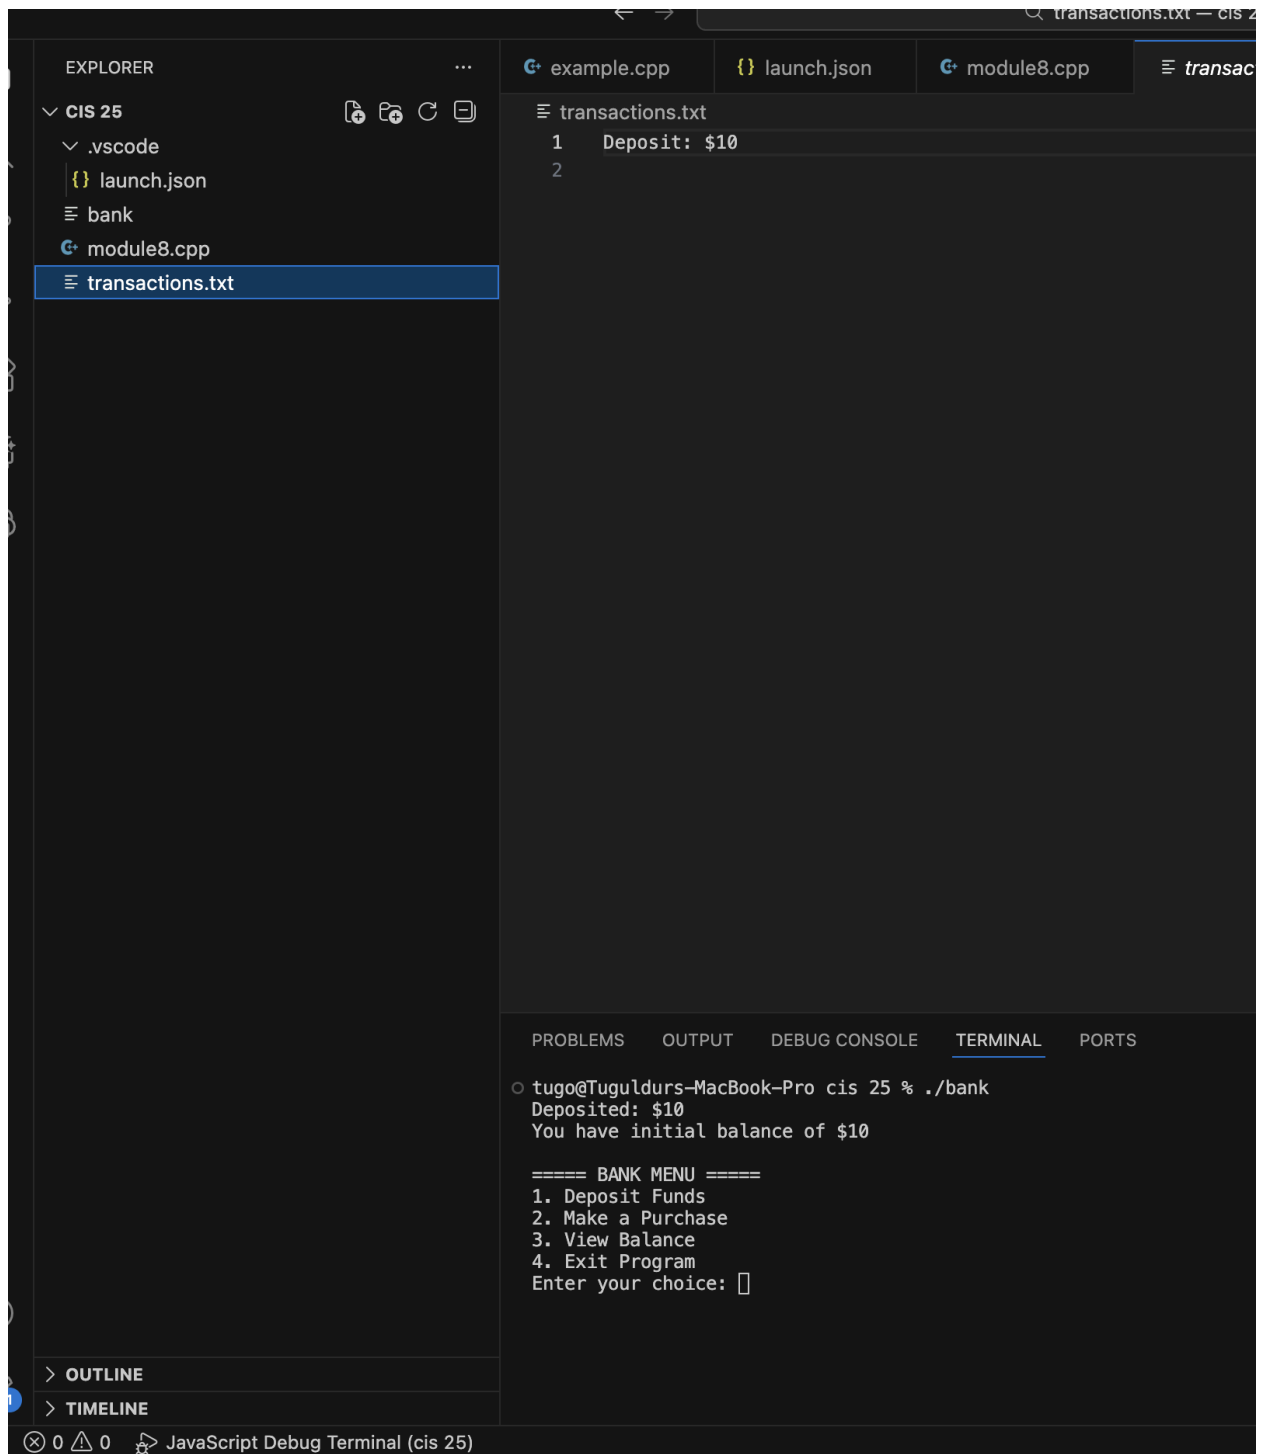 transactions.txt — cis 2
EXPLORER
CIS 25
.vscode
{} launch.json
bank
module8.cpp
transactions.txt
example.cpp
{} launch.json
module8.cpp
transac
transactions.txt
1 Deposit: $10
2
PROBLEMS OUTPUT DEBUG CONSOLE TERMINAL PORTS
tugo@Tuguldurs-MacBook-Pro cis 25 % ./bank
Deposited: $10
You have initial balance of $10
===== BANK MENU =====
1. Deposit Funds
2. Make a Purchase
3. View Balance
4. Exit Program
Enter your choice:
OUTLINE
TIMELINE
0 0 JavaScript Debug Terminal (cis 25)